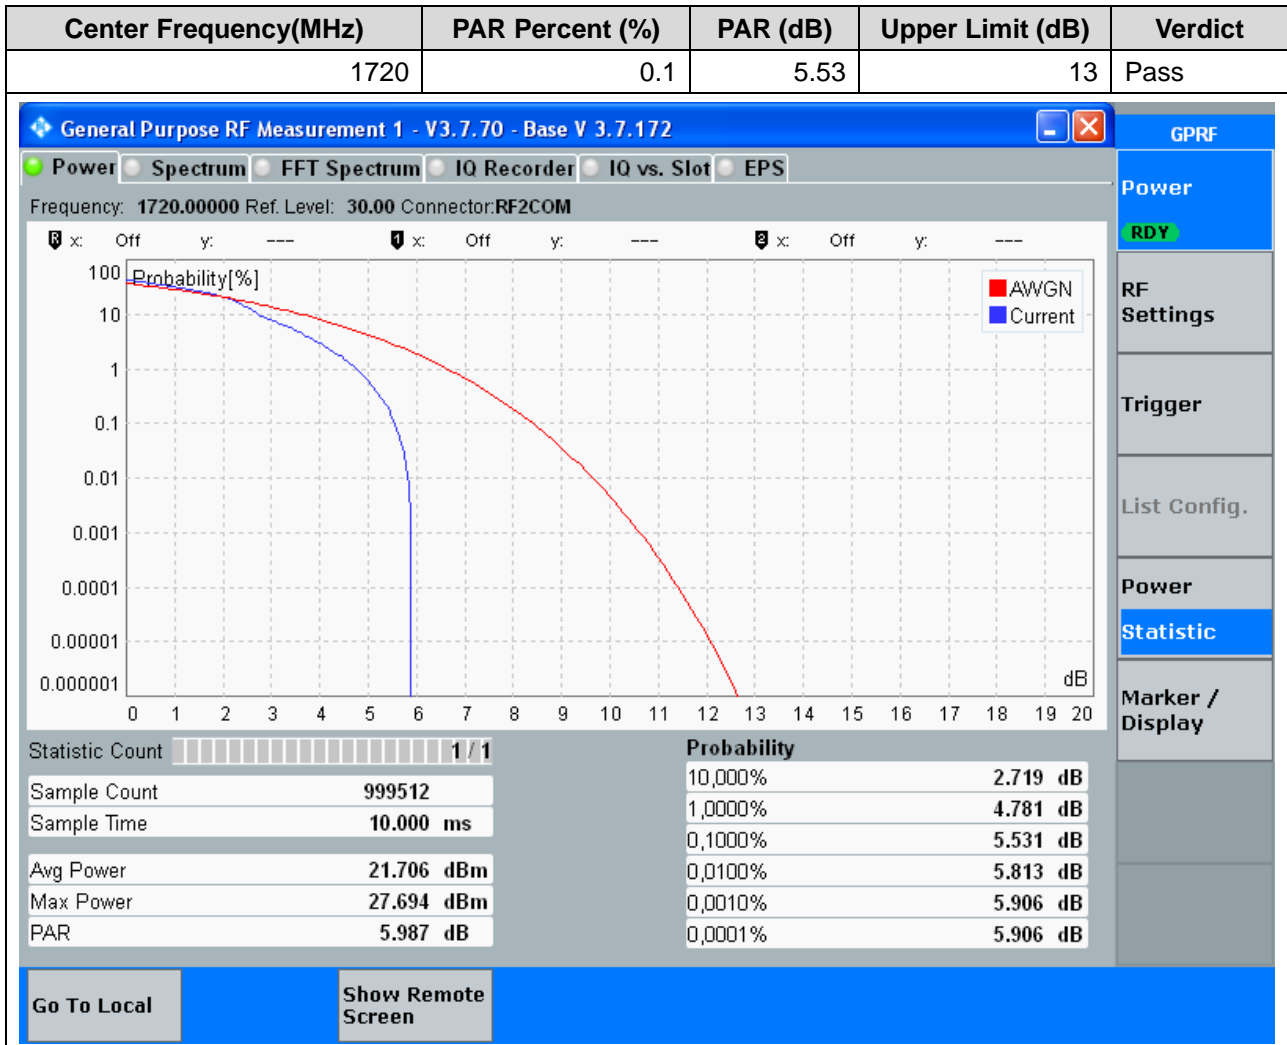 Center Frequency(MHz) PAR Percent (%) PAR (dB) Upper Limit (dB) Verdict
1720 0.1 5.53 13 Pass
General Purpose RF Measurement 1 - V3.7.70 - Base V 3.7.172
GPRF
Power Spectrum FFT Spectrum IQ Recorder IQ vs. Slot EPS
Power
RDY
Frequency: 1720.00000 Ref. Level: 30.00 Connector:RF2COM
R x: Off y: --- 1 x: Off y: --- 2 x: Off y: ---
Probability[%]
AWGN
Current
100
10
1
0.1
0.01
0.001
0.0001
0.00001
0.000001
dB
0 1 2 3 4 5 6 7 8 9 10 11 12 13 14 15 16 17 18 19 20
RF
Settings
Trigger
List Config.
Power
Statistic
Marker /
Display
Statistic Count 1 / 1
Sample Count 999512
Sample Time 10.000 ms
Avg Power 21.706 dBm
Max Power 27.694 dBm
PAR 5.987 dB
Probability
10,000% 2.719 dB
1,0000% 4.781 dB
0,1000% 5.531 dB
0,0100% 5.813 dB
0,0010% 5.906 dB
0,0001% 5.906 dB
Go To Local
Show Remote
Screen